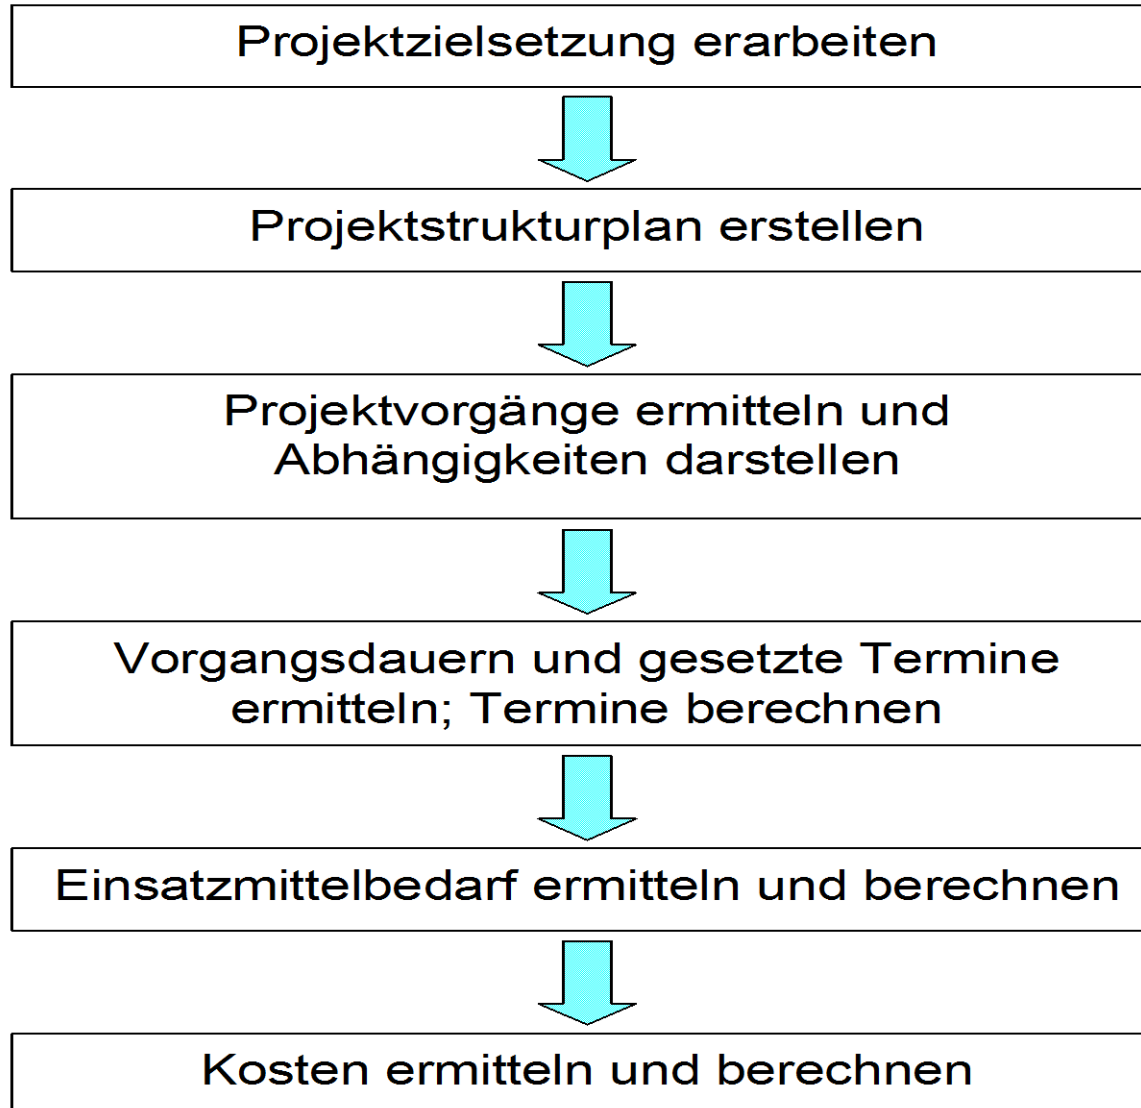 Projektzielsetzung erarbeiten
Projektstrukturplan erstellen
Projektvorgänge ermitteln und
Abhängigkeiten darstellen
Vorgangsdauern und gesetzte Termine
ermitteln; Termine berechnen
Einsatzmittelbedarf ermitteln und berechnen
Kosten ermitteln und berechnen